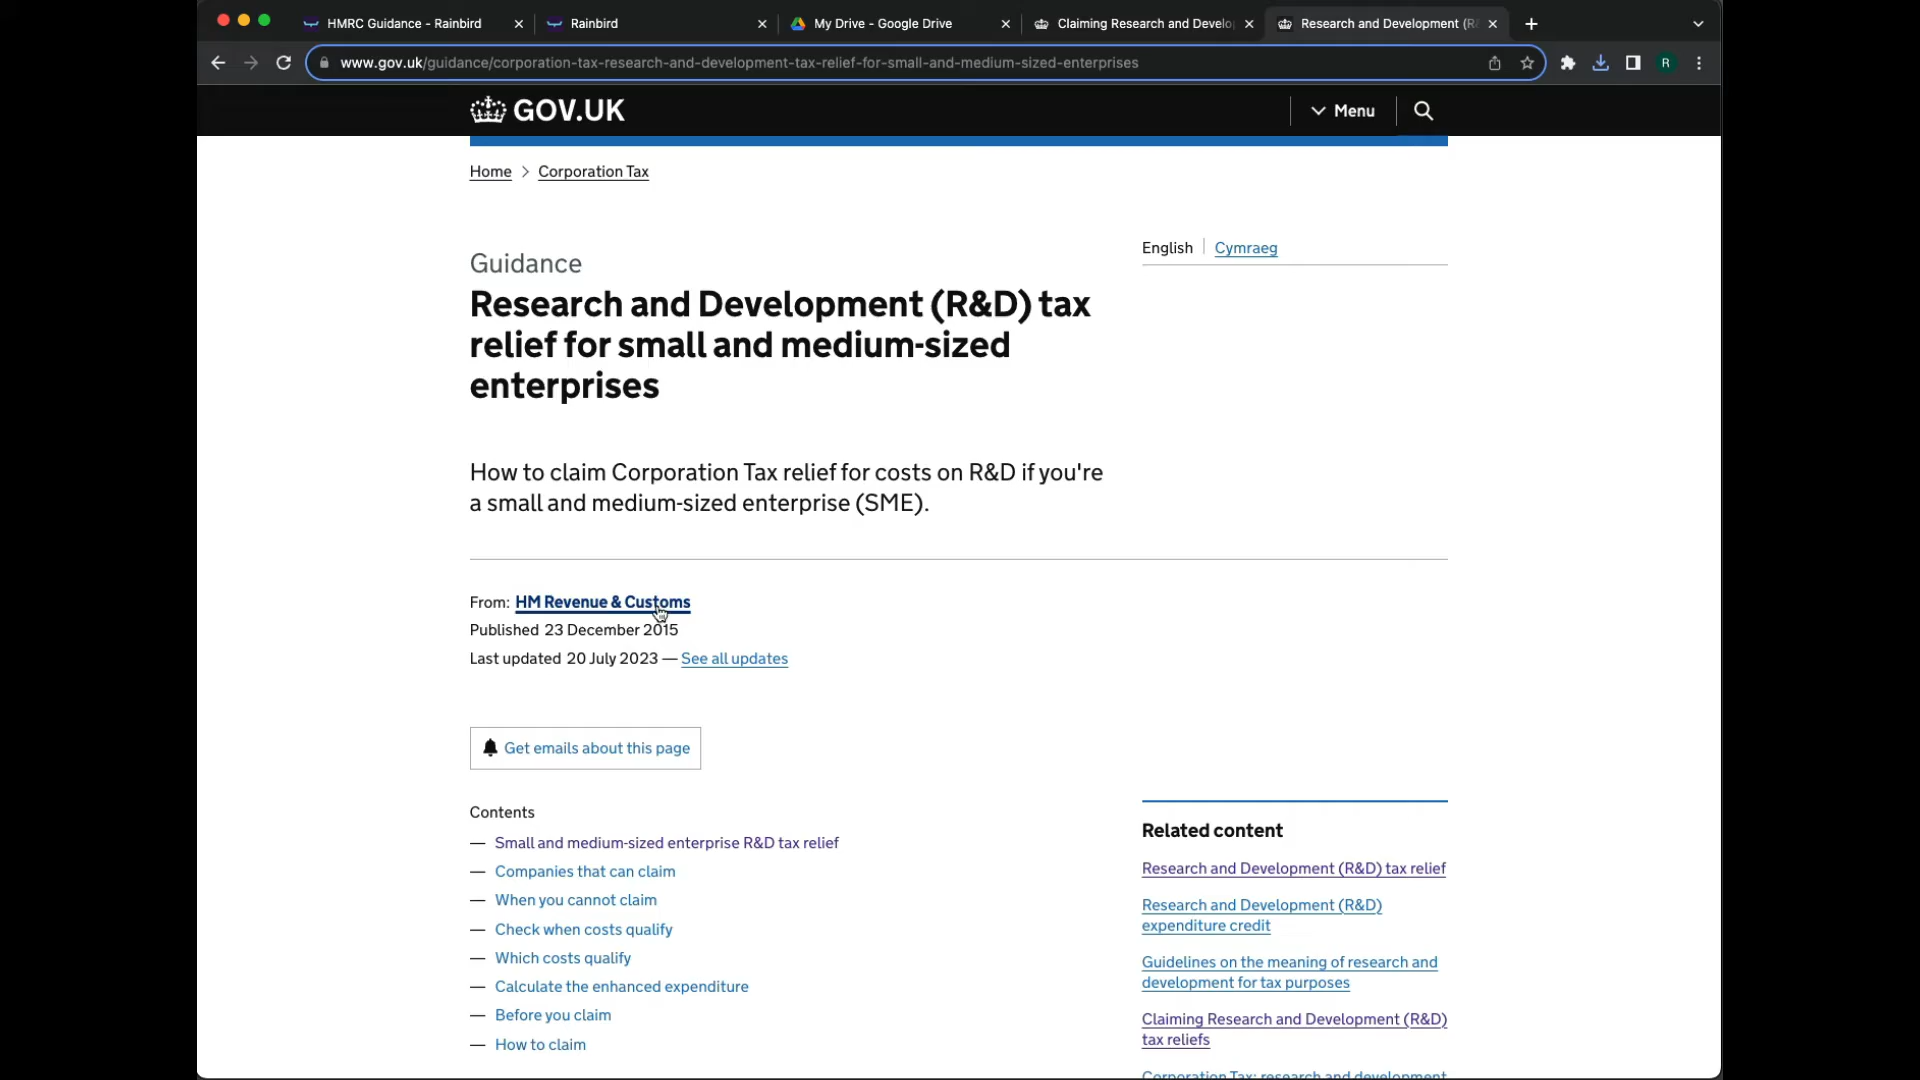 HMRC Guidance - Rainbird
Rainbird
My Drive - Google Drive
Claiming Research and Develo
Research and Development (R&
www.gov.uk/guidance/corporation-tax-research-and-development-tax-relief-for-small-and-medium-sized-enterprises
R
GOV.UK
Menu
Home > Corporation Tax
English | Cymraeg
Guidance
Research and Development (R&D) tax
relief for small and medium-sized
enterprises
How to claim Corporation Tax relief for costs on R&D if you're
a small and medium-sized enterprise (SME).
From: HM Revenue & Customs
Published 23 December 2015
Last updated 20 July 2023 — See all updates
Get emails about this page
Contents
— Small and medium-sized enterprise R&D tax relief
— Companies that can claim
— When you cannot claim
— Check when costs qualify
— Which costs qualify
— Calculate the enhanced expenditure
— Before you claim
— How to claim
Related content
Research and Development (R&D) tax relief
Research and Development (R&D)
expenditure credit
Guidelines on the meaning of research and
development for tax purposes
Claiming Research and Development (R&D)
tax reliefs
Corporation Tax: research and development